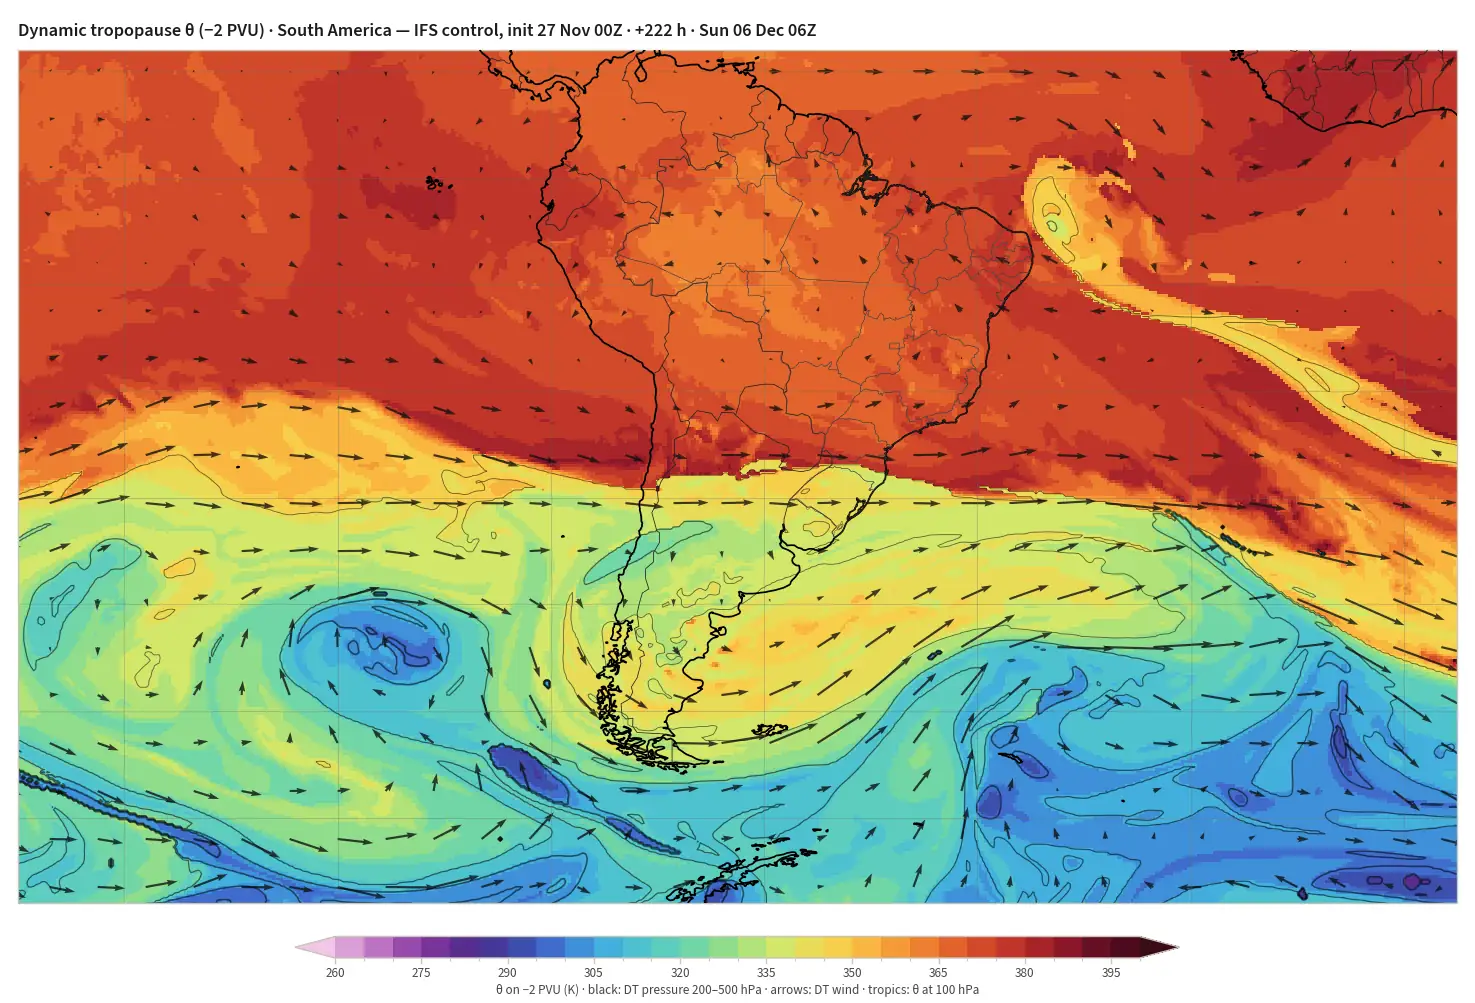 Dynamic tropopause θ (−2 PVU) · South America — IFS control, init 27 Nov 00Z · +222 h · Sun 06 Dec 06Z
260 275 290 305 320 335 350 365 380 395
θ on −2 PVU (K) · black: DT pressure 200–500 hPa · arrows: DT wind · tropics: θ at 100 hPa